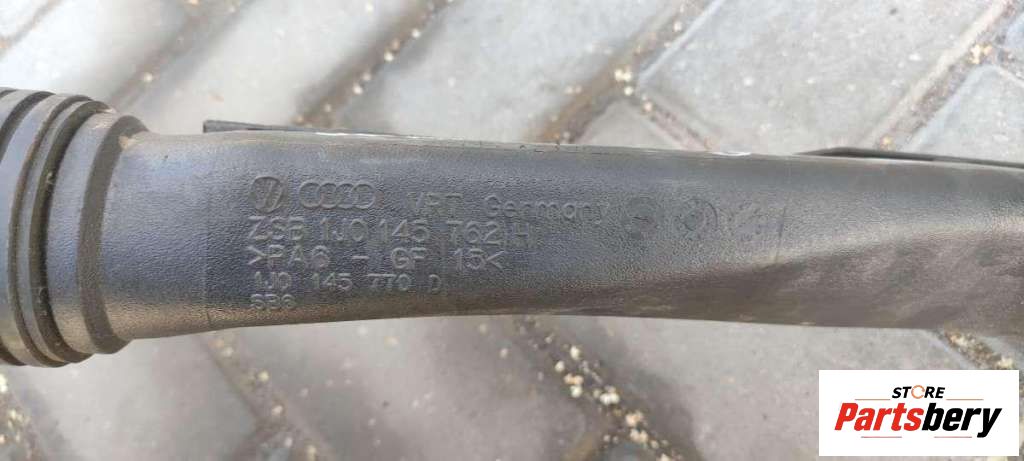 VPT Germany
ZSB 1J0 145 762 H
>PA6 - GF 15<
1J0 145 770 D
STORE
Partsbery